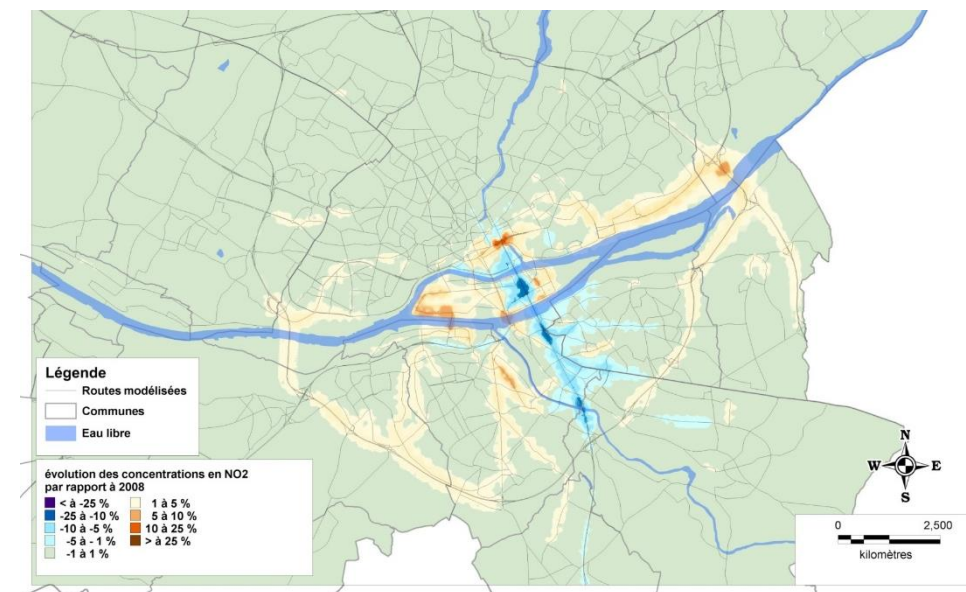 Légende
Routes modélisées
Communes
Eau libre
évolution des concentrations en NO2
par rapport à 2008
< à -25 % 1 à 5 %
-25 à -10 % 5 à 10 %
-10 à -5 % 10 à 25 %
-5 à - 1 % > à 25 %
-1 à 1 %
N
W E
S
0 2,500
kilomètres